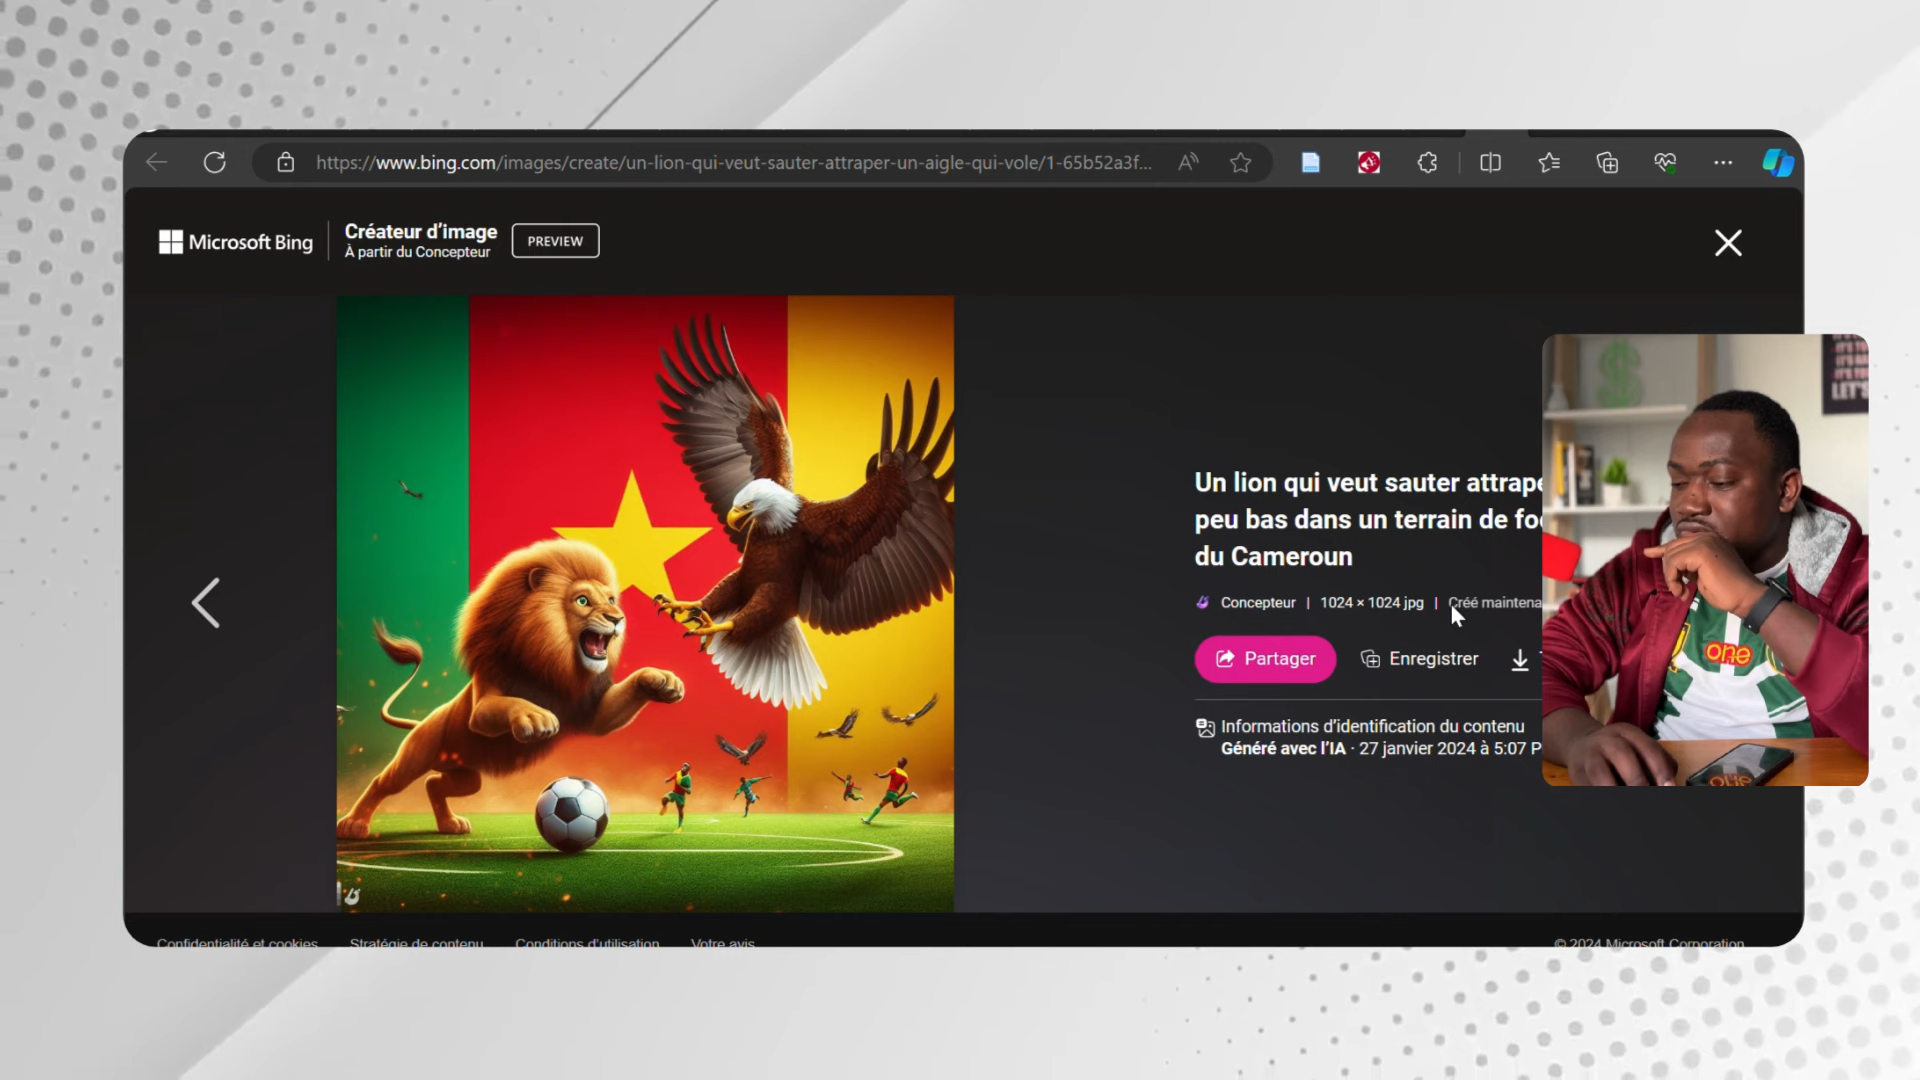 https://www.bing.com/images/create/un-lion-qui-veut-sauter-attraper-un-aigle-qui-vole/1-65b52a3f...
Microsoft Bing
Créateur d'image
À partir du Concepteur
PREVIEW
Un lion qui veut sauter attrape
peu bas dans un terrain de fo
du Cameroun
Concepteur | 1024 × 1024 jpg | Créé maintena
Partager
Enregistrer
Informations d'identification du contenu
Généré avec l'IA · 27 janvier 2024 à 5:07 P
LET'S
one
Confidentialité et cookies
Stratégie de contenu
Conditions d'utilisation
Votre avis
© 2024 Microsoft Corporation